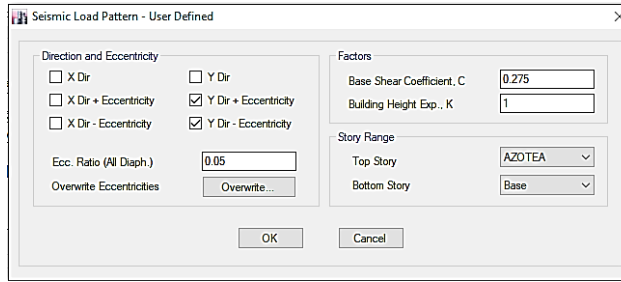 Seismic Load Pattern - User Defined
Direction and Eccentricity
X Dir
Y Dir
X Dir + Eccentricity
Y Dir + Eccentricity
X Dir - Eccentricity
Y Dir - Eccentricity
Ecc. Ratio (All Diaph.)
0.05
Overwrite Eccentricities
Overwrite...
Factors
Base Shear Coefficient, C
0.275
Building Height Exp., K
1
Story Range
Top Story
AZOTEA
Bottom Story
Base
OK
Cancel